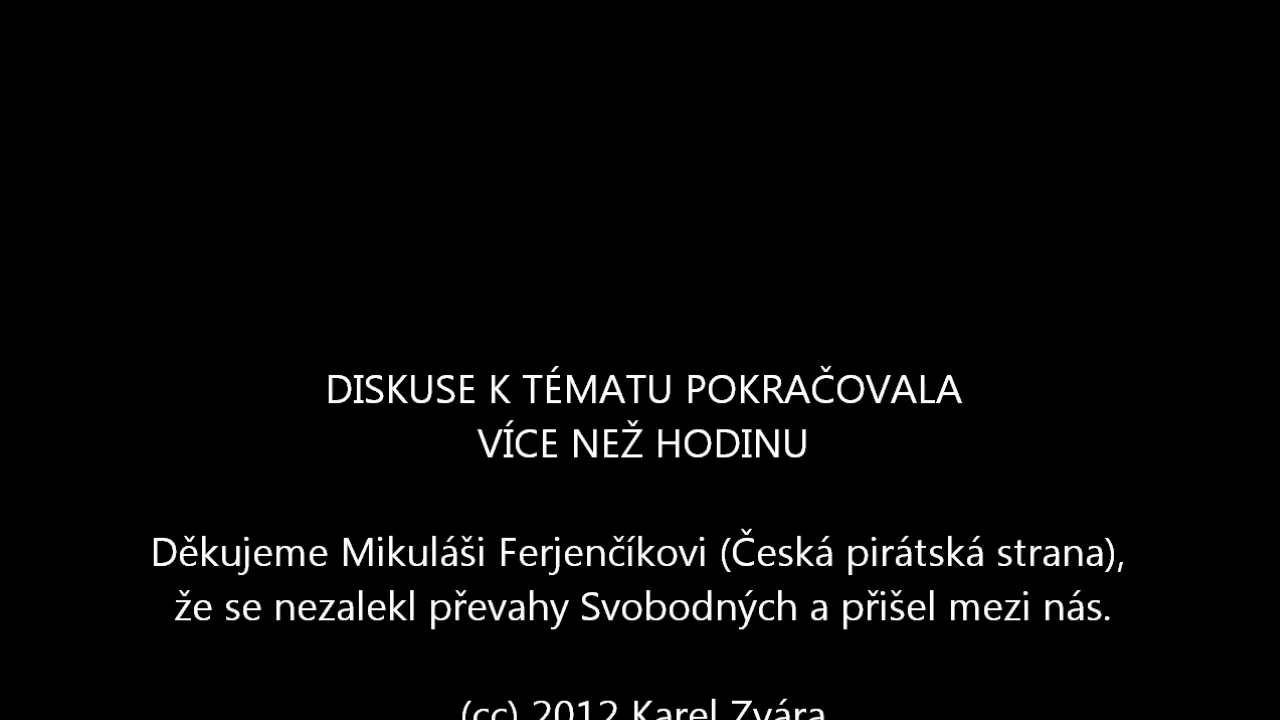 DISKUSE K TÉMATU POKRAČOVALA
VÍCE NEŽ HODINU
Děkujeme Mikuláši Ferjenčíkovi (Česká pirátská strana),
že se nezalekl převahy Svobodných a přišel mezi nás.
(cc) 2012 Karel Zvára